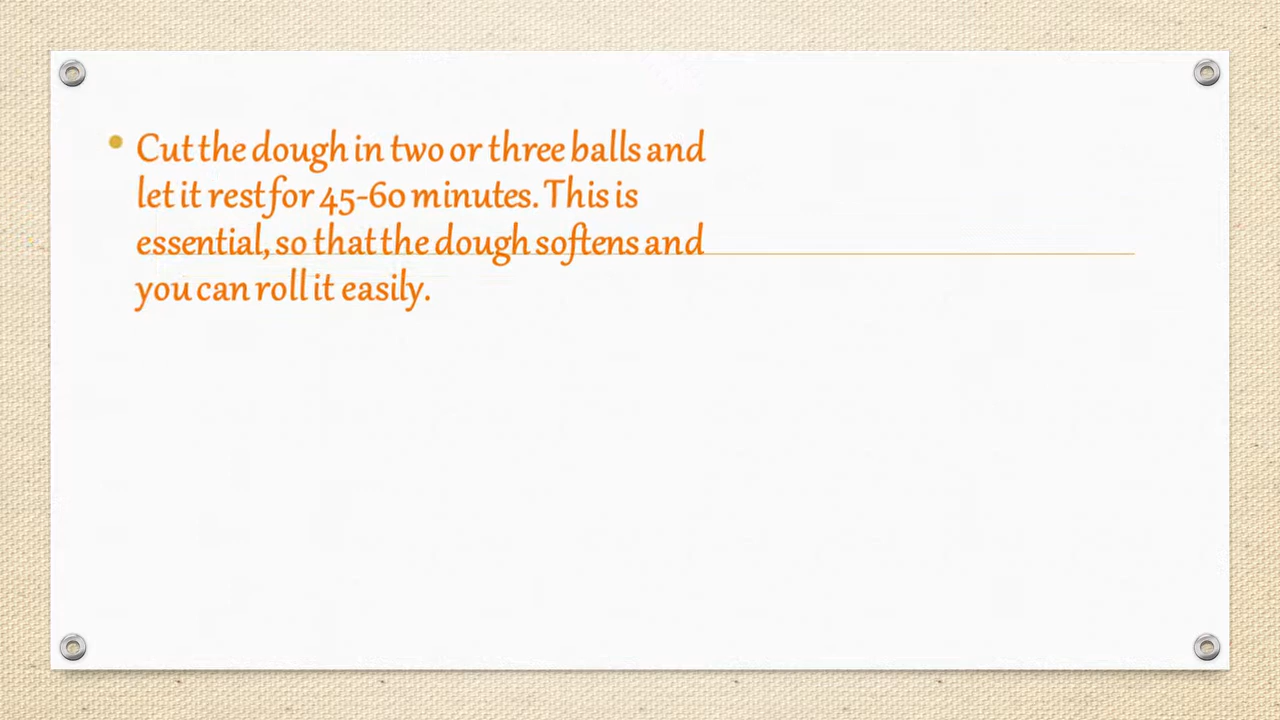 Cut the dough in two or three balls and
let it rest for 45-60 minutes. This is
essential, so that the dough softens and
you can roll it easily.